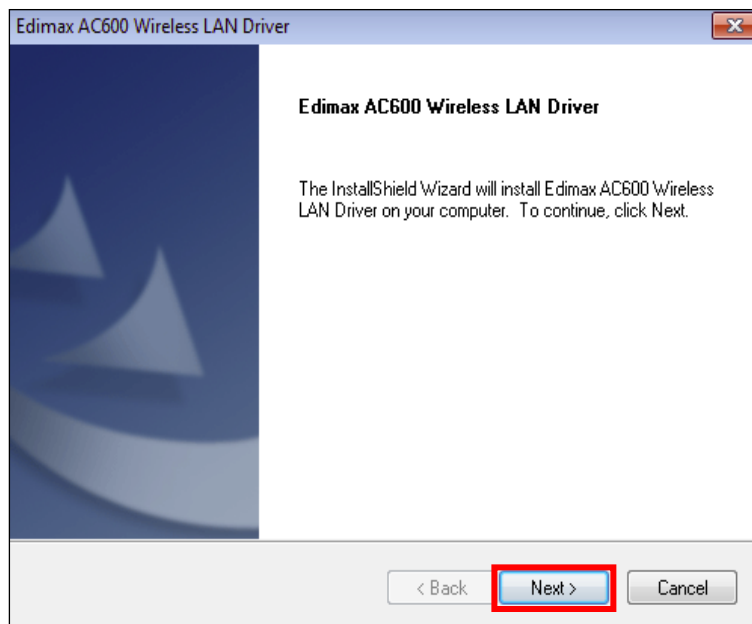 Edimax AC600 Wireless LAN Driver
Edimax AC600 Wireless LAN Driver
The InstallShield Wizard will install Edimax AC600 Wireless
LAN Driver on your computer. To continue, click Next.
< Back
Next >
Cancel